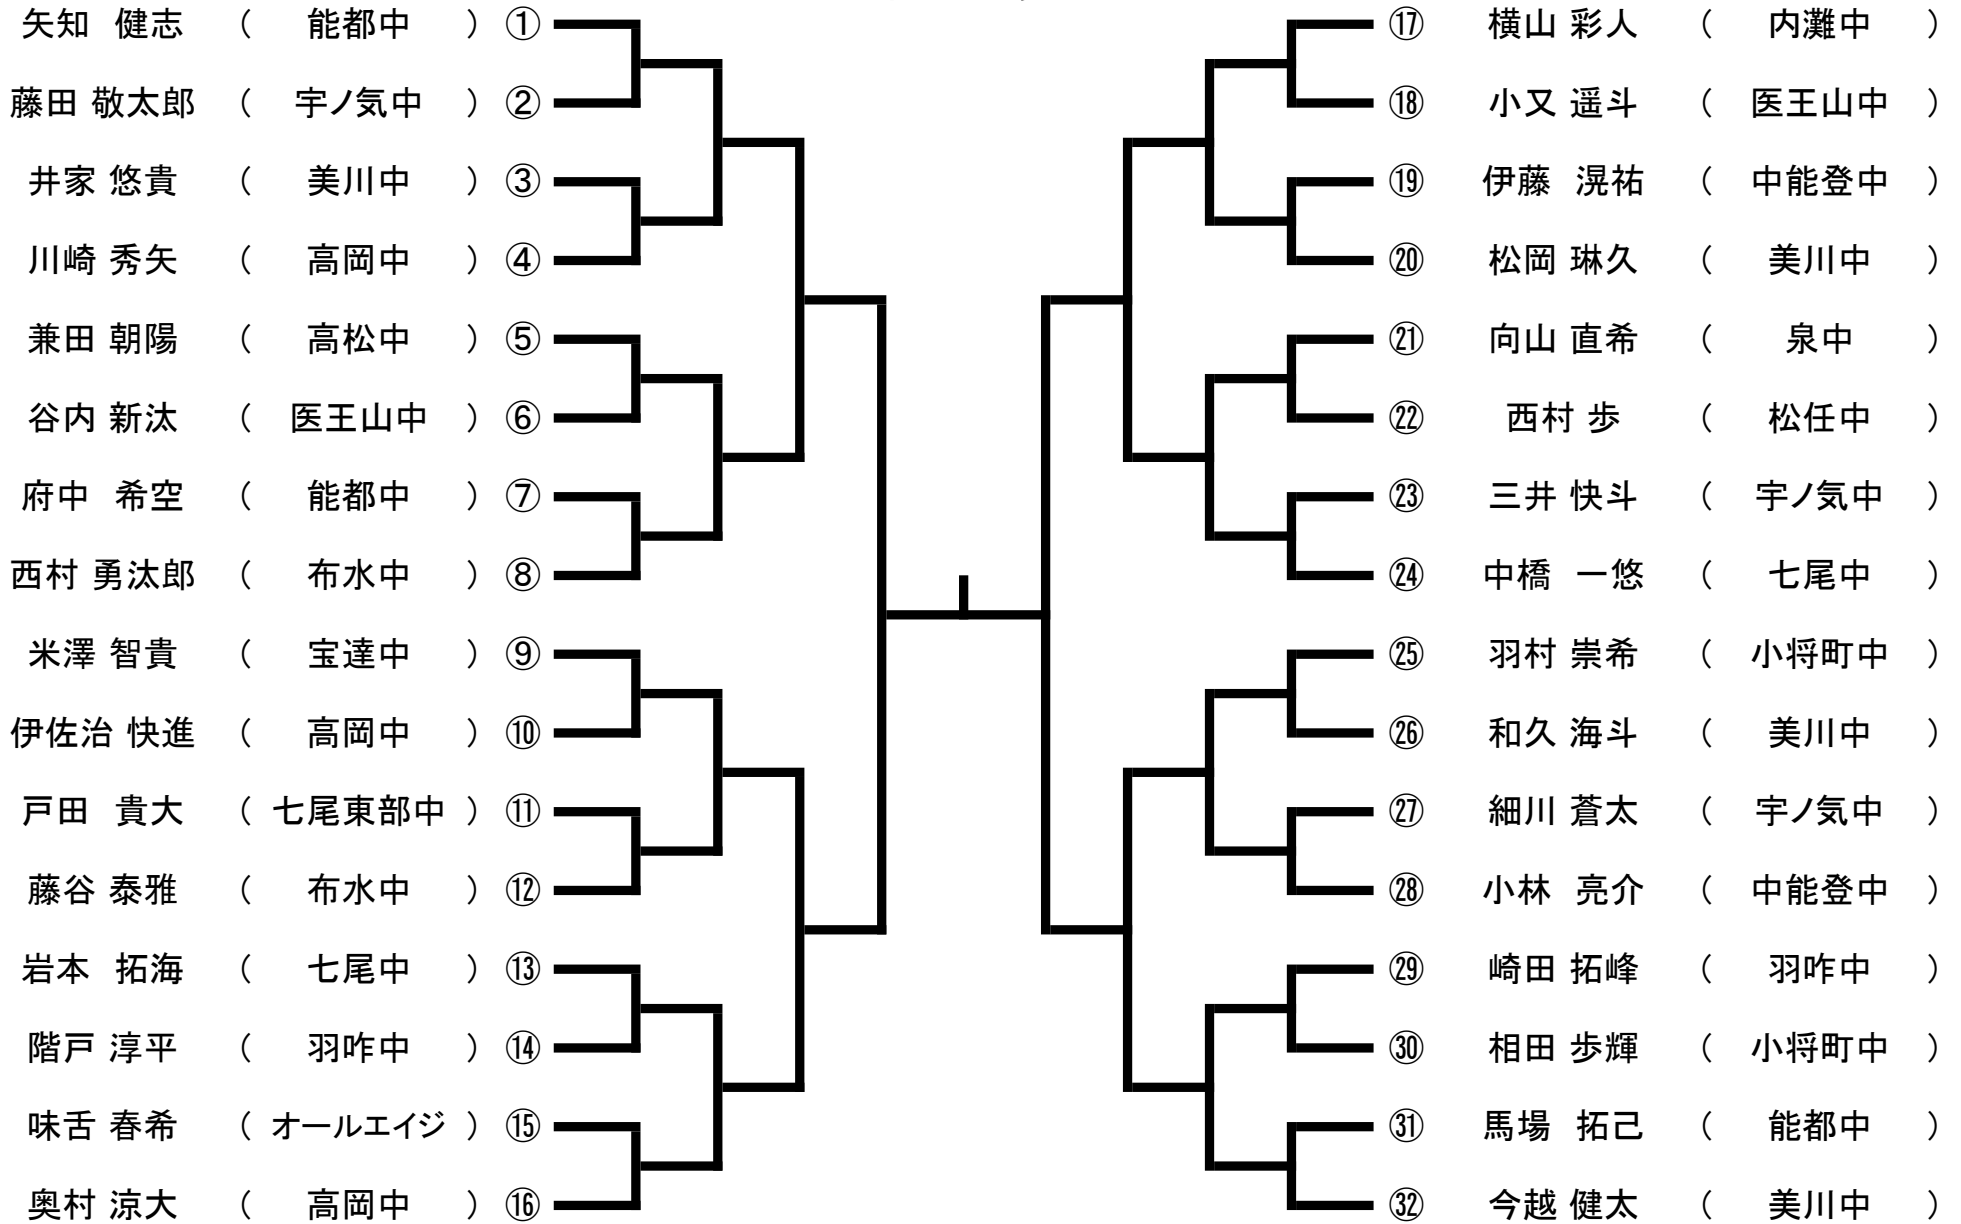 矢知 健志 ( 能都中 ) ①
藤田 敬太郎 ( 宇ノ気中 ) ②
井家 悠貴 ( 美川中 ) ③
川崎 秀矢 ( 高岡中 ) ④
兼田 朝陽 ( 高松中 ) ⑤
谷内 新汰 ( 医王山中 ) ⑥
府中 希空 ( 能都中 ) ⑦
西村 勇汰郎 ( 布水中 ) ⑧
米澤 智貴 ( 宝達中 ) ⑨
伊佐治 快進 ( 高岡中 ) ⑩
戸田 貴大 ( 七尾東部中 ) ⑪
藤谷 泰雅 ( 布水中 ) ⑫
岩本 拓海 ( 七尾中 ) ⑬
階戸 淳平 ( 羽咋中 ) ⑭
味舌 春希 ( オールエイジ ) ⑮
奥村 涼大 ( 高岡中 ) ⑯
⑰ 横山 彩人 ( 内灘中 )
⑱ 小又 遥斗 ( 医王山中 )
⑲ 伊藤 滉祐 ( 中能登中 )
⑳ 松岡 琳久 ( 美川中 )
㉑ 向山 直希 ( 泉中 )
㉒ 西村 歩 ( 松任中 )
㉓ 三井 快斗 ( 宇ノ気中 )
㉔ 中橋 一悠 ( 七尾中 )
㉕ 羽村 崇希 ( 小将町中 )
㉖ 和久 海斗 ( 美川中 )
㉗ 細川 蒼太 ( 宇ノ気中 )
㉘ 小林 亮介 ( 中能登中 )
㉙ 崎田 拓峰 ( 羽咋中 )
㉚ 相田 歩輝 ( 小将町中 )
㉛ 馬場 拓己 ( 能都中 )
㉜ 今越 健太 ( 美川中 )